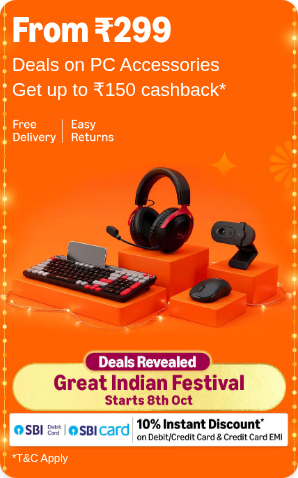 From ₹299
Deals on PC Accessories
Get up to ₹150 cashback*
Free Delivery
Easy Returns
Deals Revealed
Great Indian Festival
Starts 8th Oct
SBI Debit Card
SBI card
10% Instant Discount*
on Debit/Credit Card & Credit Card EMI
*T&C Apply